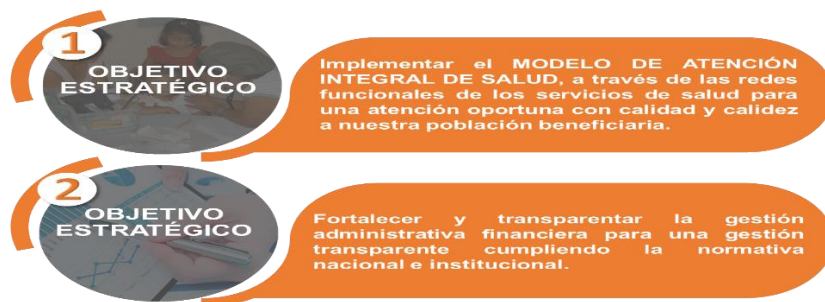 1
OBJETIVO
ESTRATÉGICO
Implementar el MODELO DE ATENCIÓN
INTEGRAL DE SALUD, a través de las redes
funcionales de los servicios de salud para
una atención oportuna con calidad y calidez
a nuestra población beneficiaria.
2
OBJETIVO
ESTRATÉGICO
Fortalecer y transparentar la gestión
administrativa financiera para una gestión
transparente cumpliendo la normativa
nacional e institucional.